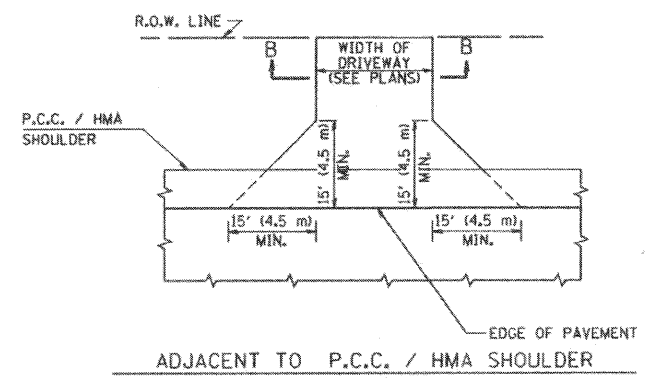 R.O.W. LINE
B
WIDTH OF
DRIVEWAY
(SEE PLANS)
B
P.C.C. / HMA
SHOULDER
15' (4.5 m)
MIN.
15' (4.5 m)
MIN.
15' (4.5 m)
MIN.
15' (4.5 m)
MIN.
EDGE OF PAVEMENT
ADJACENT TO P.C.C. / HMA SHOULDER